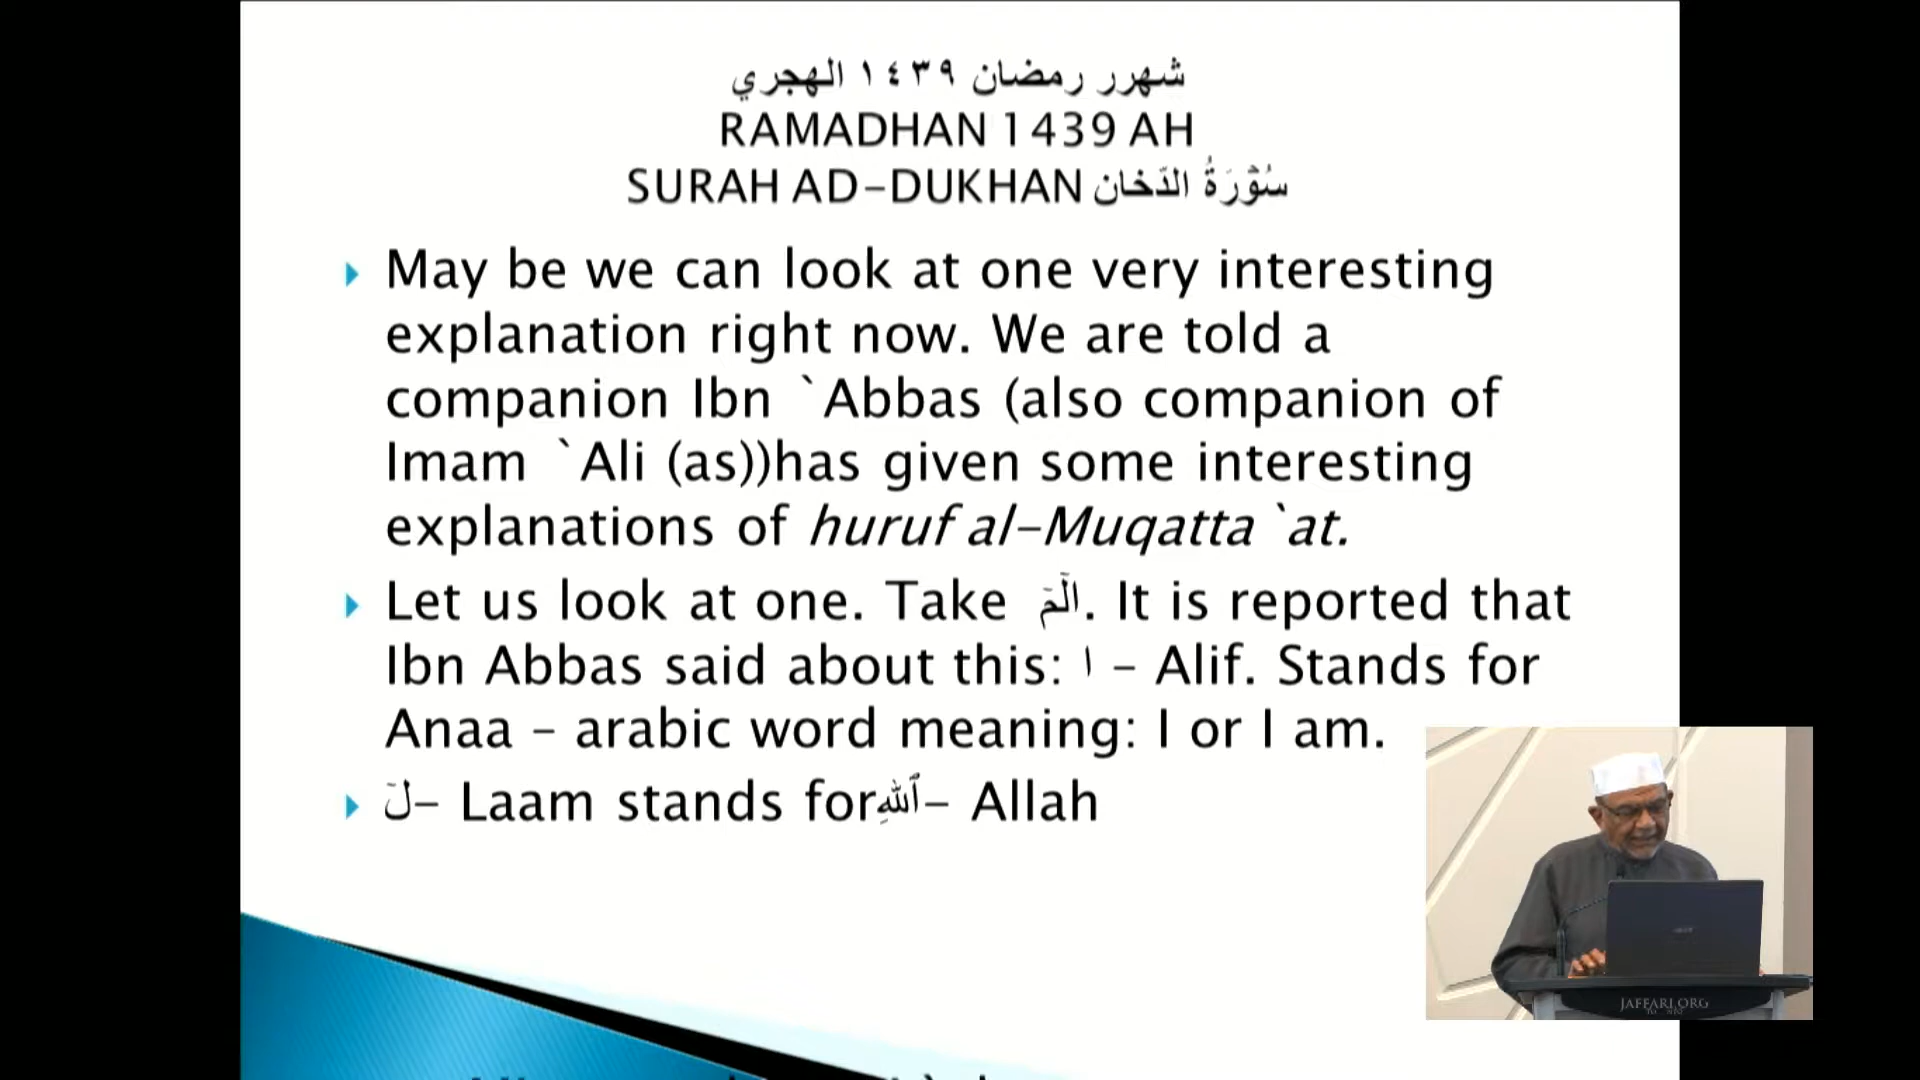 شهرر رمضان ١٤٣٩ الهجري
RAMADHAN 1439 AH
SURAH AD-DUKHAN سُوْرَةُ الدّخان
May be we can look at one very interesting
explanation right now. We are told a
companion Ibn `Abbas (also companion of
Imam `Ali (as))has given some interesting
explanations of huruf al-Muqatta`at.
Let us look at one. Take الٓمٓ. It is reported that
Ibn Abbas said about this: ا – Alif. Stands for
Anaa – arabic word meaning: I or I am.
لٓ– Laam stands forٱللهِ– Allah
JAFFARI.ORG